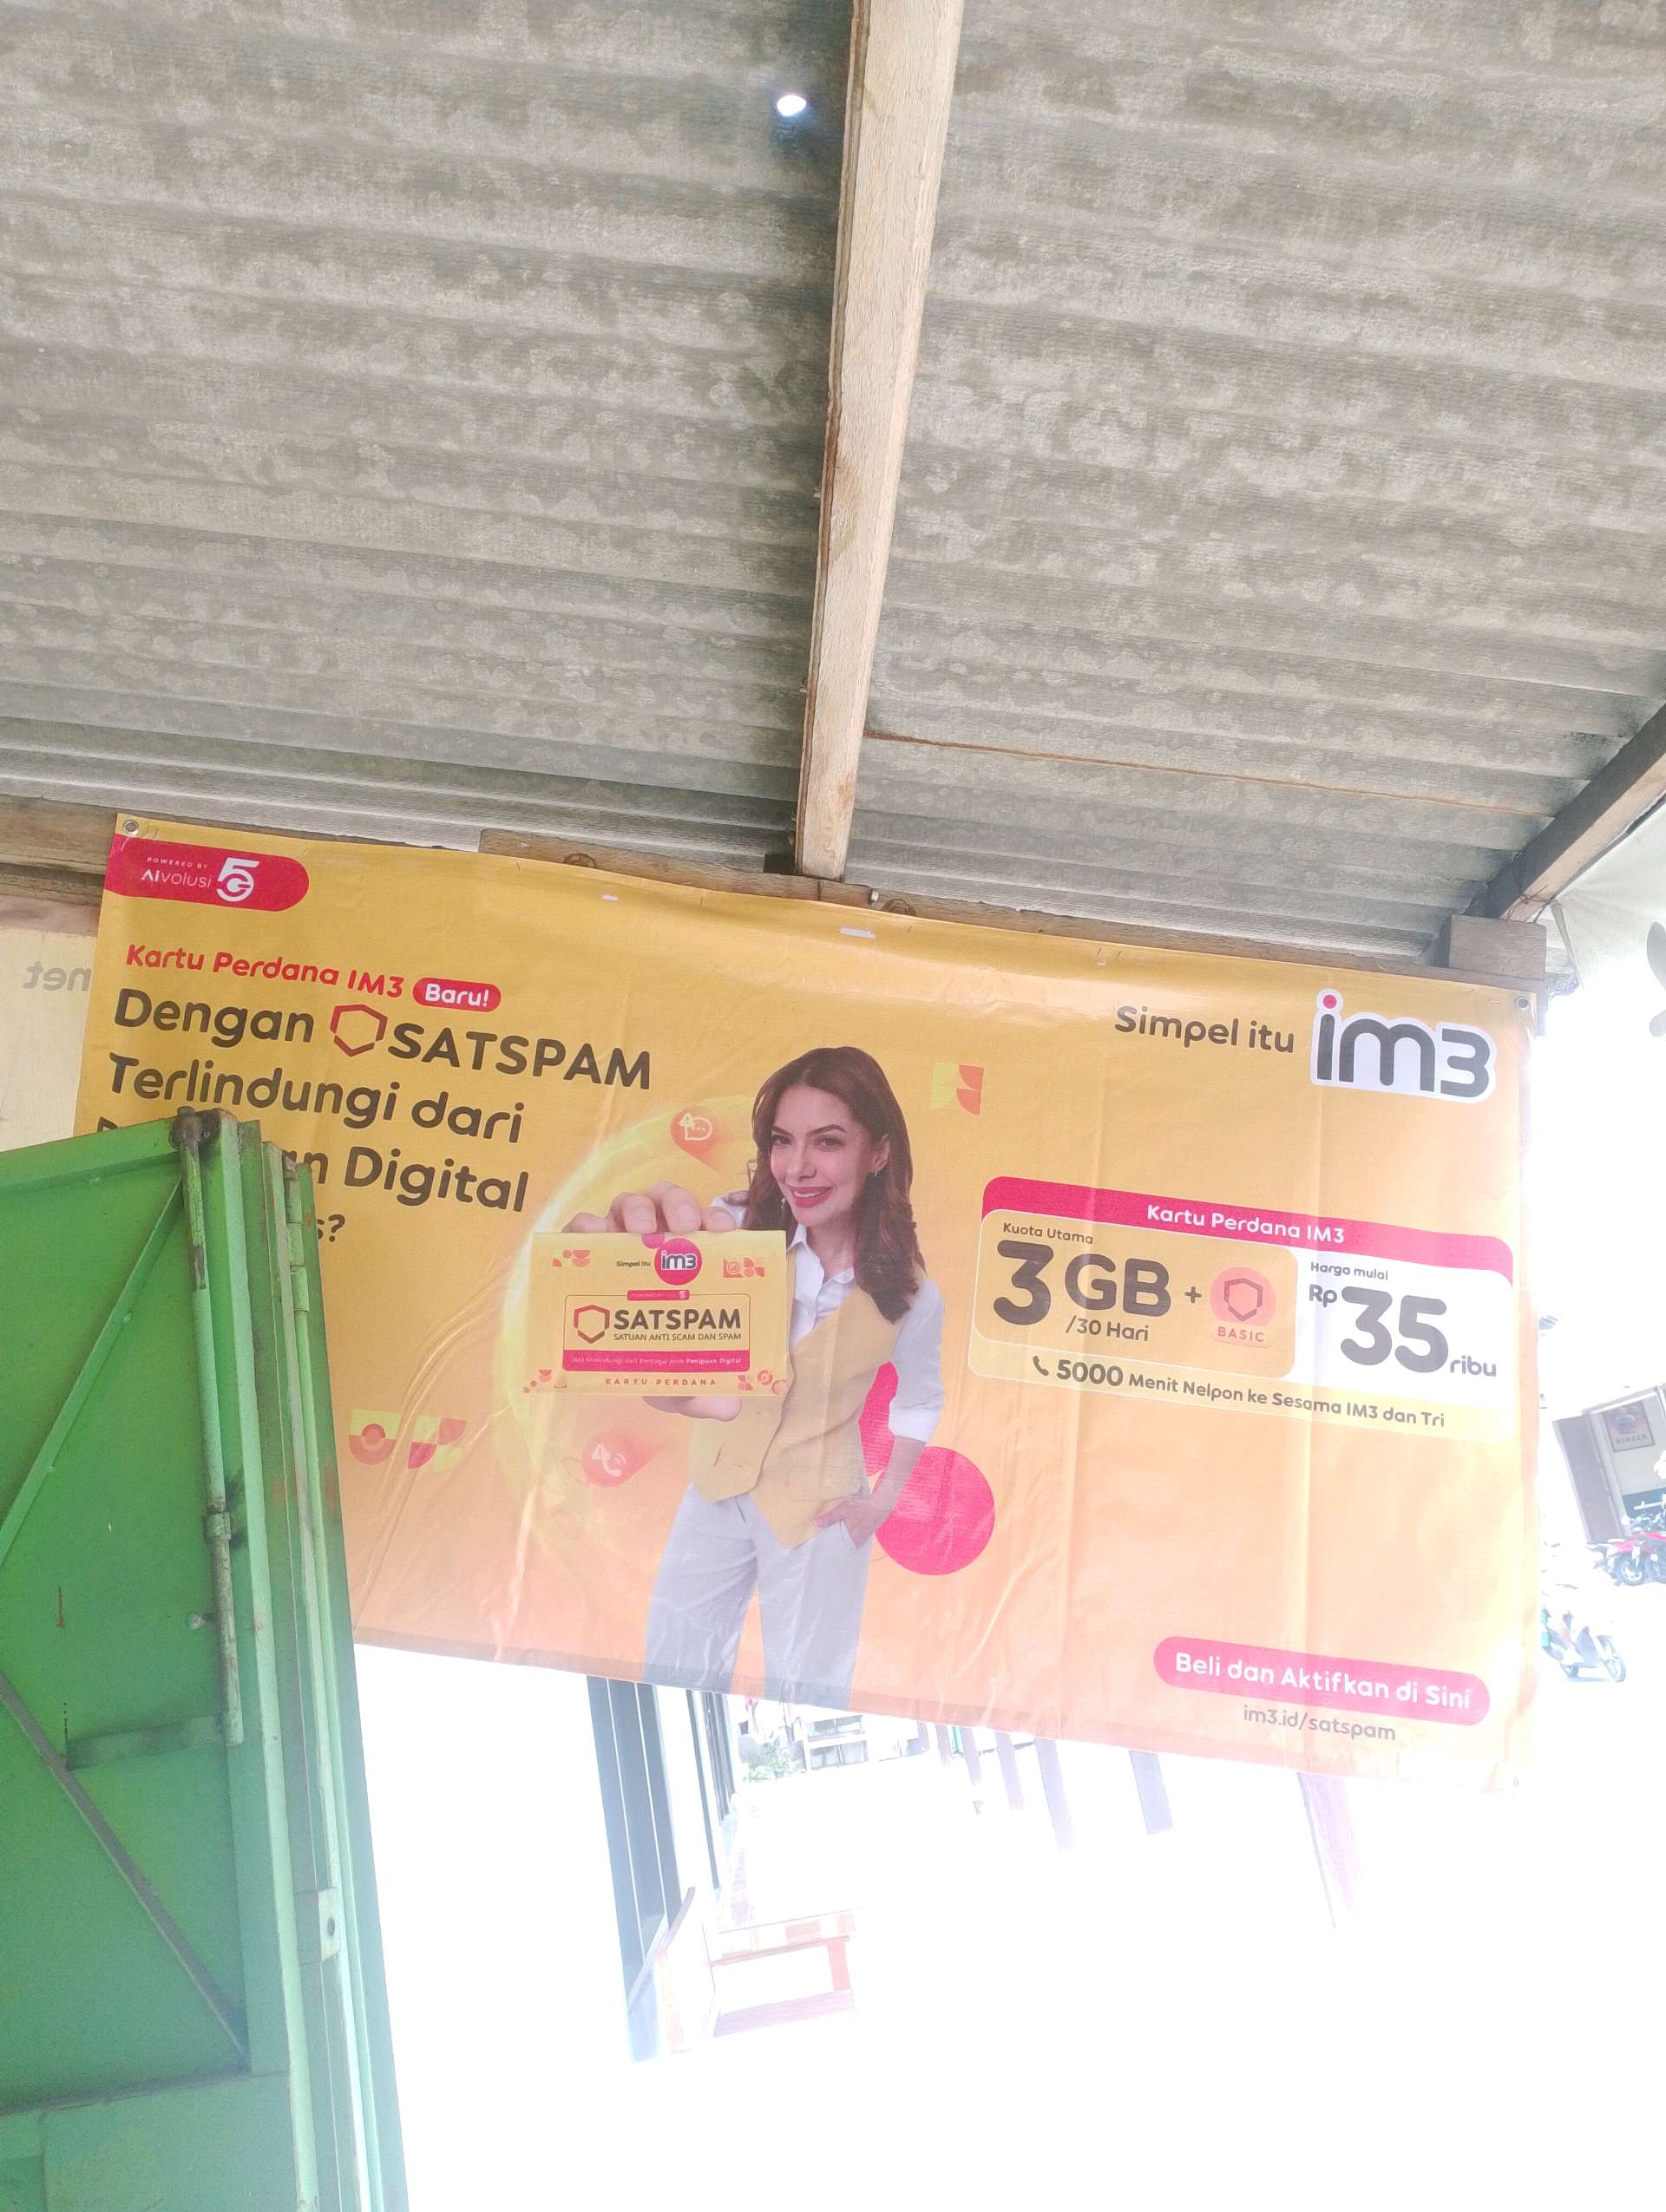 POWERED BY
AIvolusi 5G
Kartu Perdana IM3 Baru!
Dengan SATSPAM
Terlindungi dari
Digital
Simpel itu im3
Simpel itu im3
SATSPAM
SATUAN ANTI SCAM DAN SPAM
KARTU PERDANA
Kartu Perdana IM3
Kuota Utama
3 GB
/30 Hari
+
BASIC
Harga mulai
Rp 35 ribu
5000 Menit Nelpon ke Sesama IM3 dan Tri
Beli dan Aktifkan di Sini
im3.id/satspam